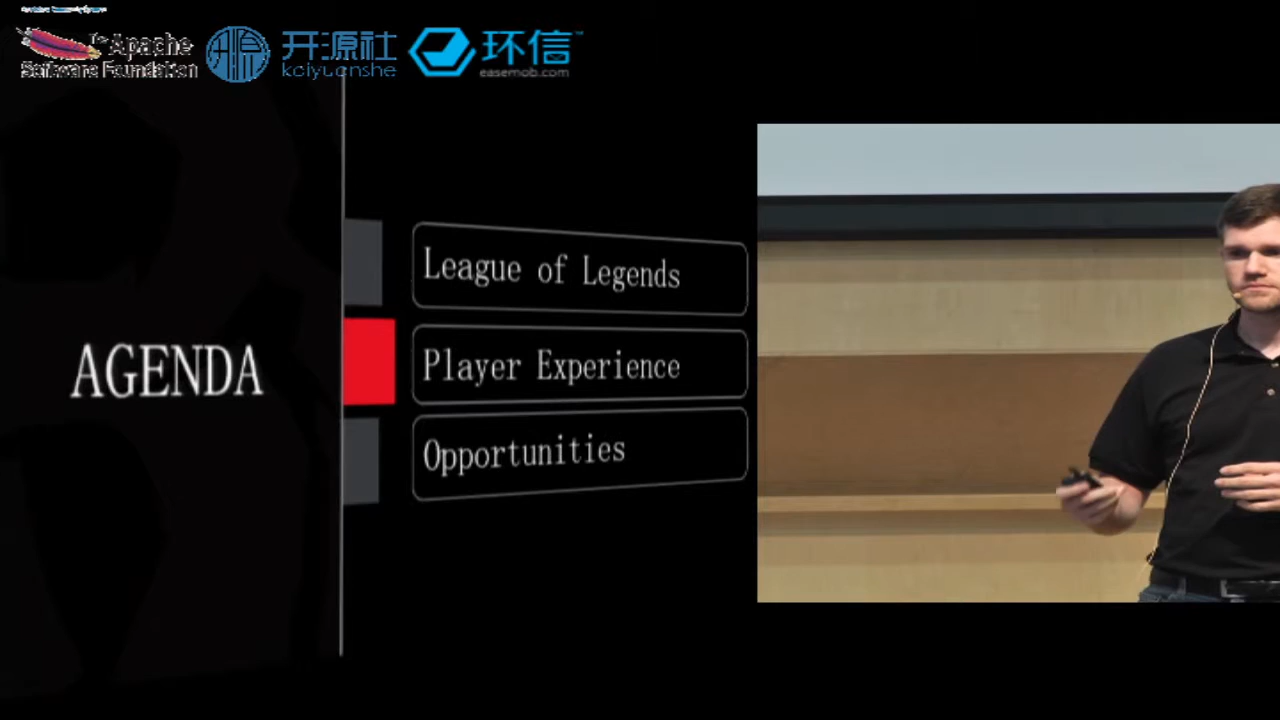 Apache
Software Foundation
开源社
kaiyuanshe
环信
easemob.com
AGENDA
League of Legends
Player Experience
Opportunities